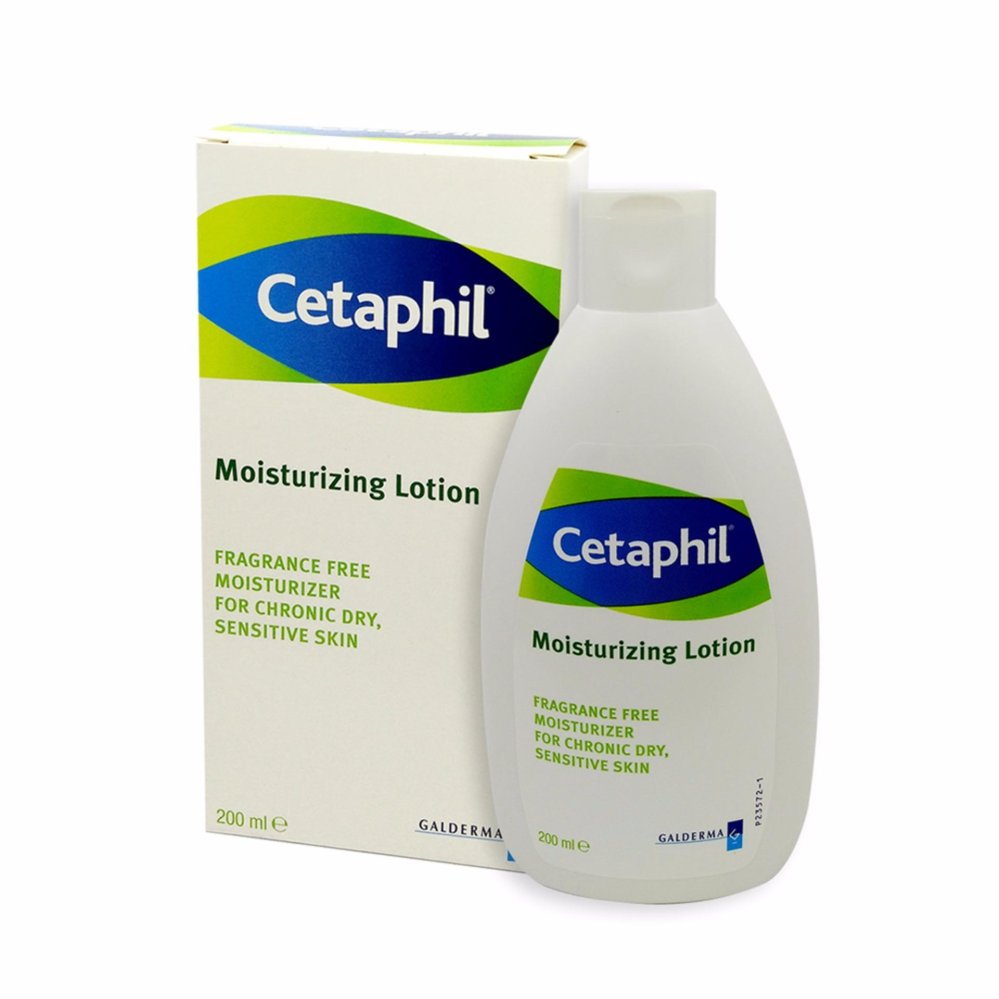 Cetaphil
Cetaphil®
Moisturizing Lotion
FRAGRANCE FREE
MOISTURIZER
FOR CHRONIC DRY,
SENSITIVE SKIN
200 ml ℮
GALDERMA
Cetaphil®
Moisturizing Lotion
FRAGRANCE FREE
MOISTURIZER
FOR CHRONIC DRY,
SENSITIVE SKIN
200 ml ℮
GALDERMA
P23572-1